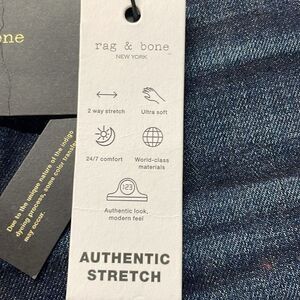 one
rag & bone
NEW YORK
2 way stretch
Ultra soft
24/7 comfort
World-class
materials
123
Authentic look,
modern feel
AUTHENTIC
STRETCH
Due to the unique nature of the indigo
dyeing process, some color transfer
may occur.